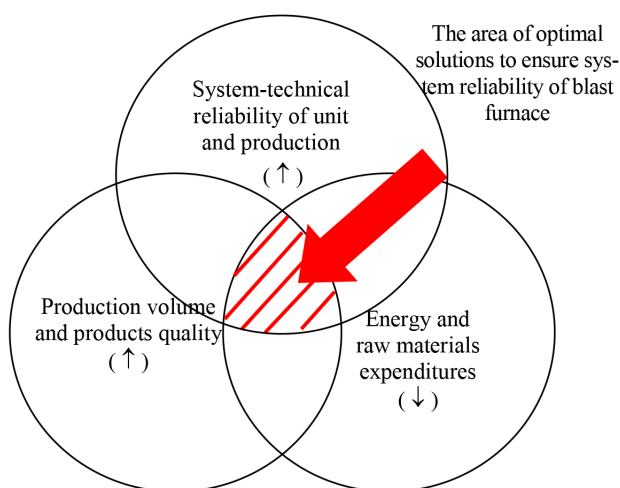 The area of optimal
solutions to ensure sys-
tem reliability of blast
furnace
System-technical
reliability of unit
and production
(↑)
Production volume
and products quality
(↑)
Energy and
raw materials
expenditures
(↓)